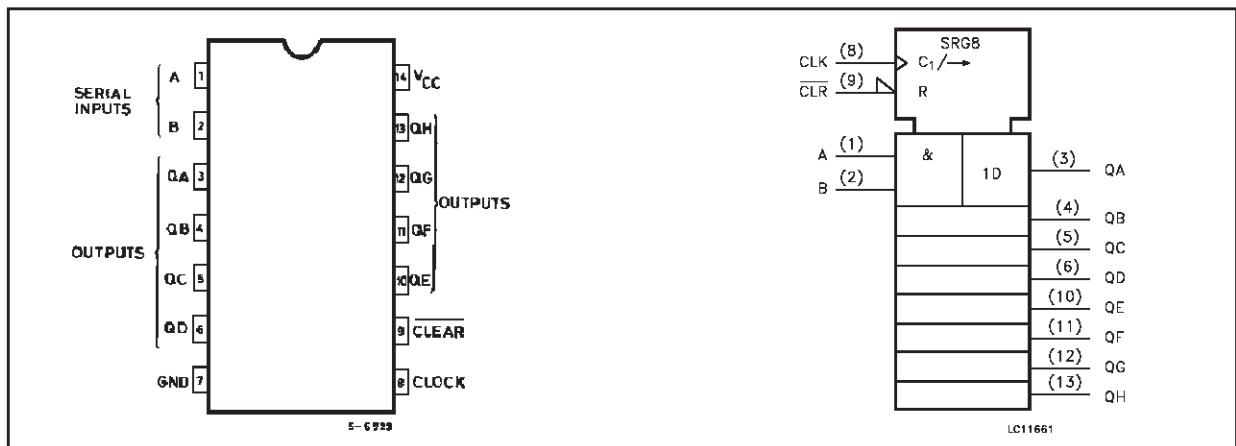 SERIAL
INPUTS
A 1
B 2
OUTPUTS
QA 3
QB 4
QC 5
QD 6
GND 7
14 VCC
13 QH
12 QG
OUTPUTS
11 QF
10 QE
9 CLEAR
8 CLOCK
S-6929
SRG8
CLK (8) C1/→
CLR (9) R
A (1) & 1D (3) QA
B (2)
(4) QB
(5) QC
(6) QD
(10) QE
(11) QF
(12) QG
(13) QH
LC11661